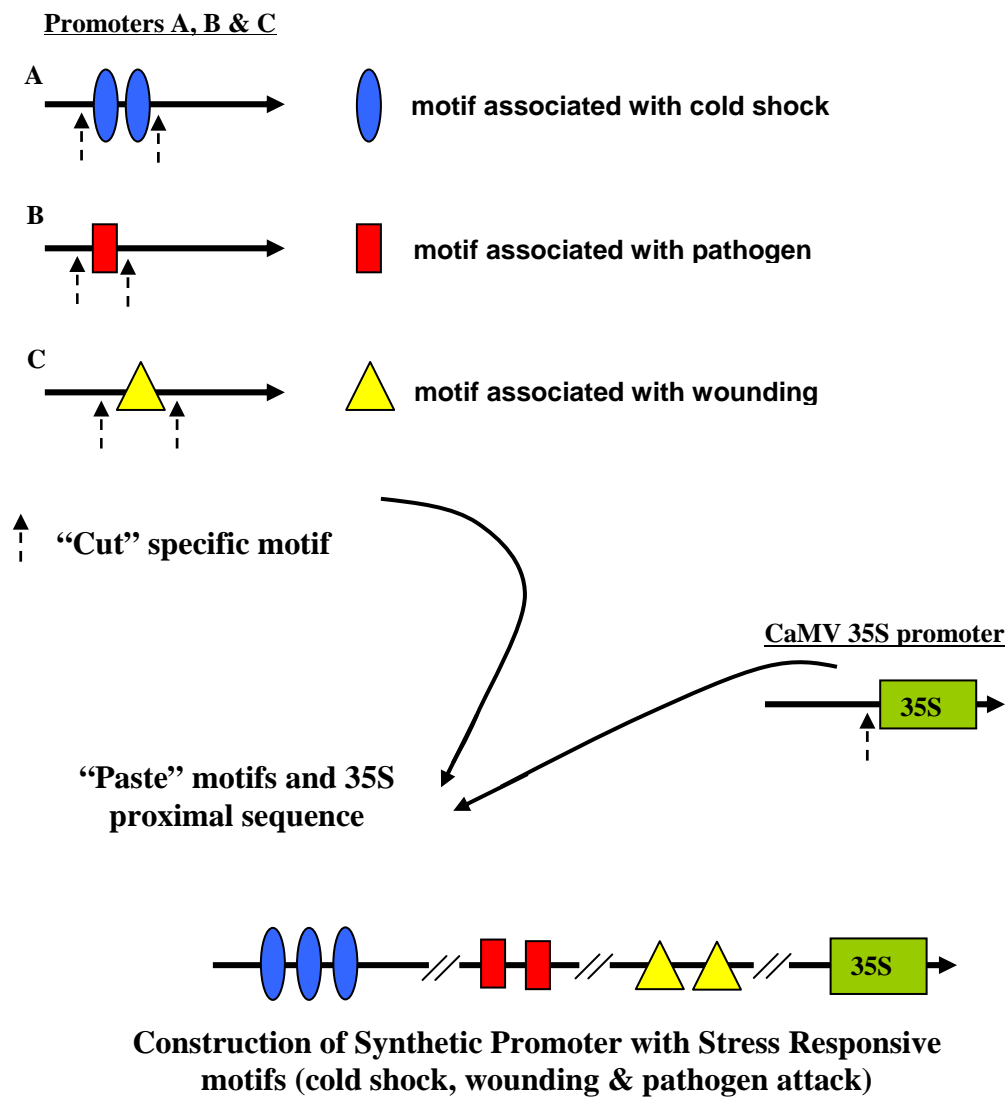 Promoters A, B & C
A
motif associated with cold shock
B
motif associated with pathogen
C
motif associated with wounding
“Cut” specific motif
CaMV 35S promoter
35S
“Paste” motifs and 35S
proximal sequence
35S
Construction of Synthetic Promoter with Stress Responsive
motifs (cold shock, wounding & pathogen attack)